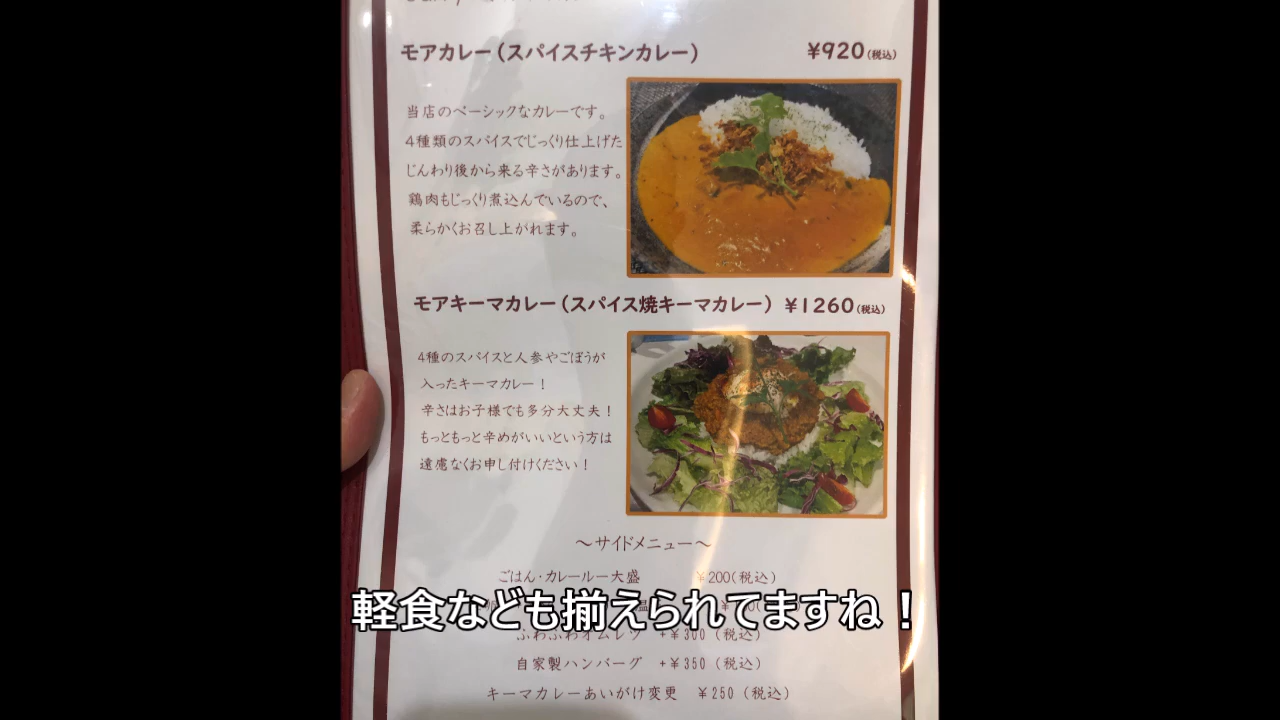 モアカレー(スパイスチキンカレー) ¥920(税込)
当店のベーシックなカレーです。
4種類のスパイスでじっくり仕上げた
じんわり後から来る辛さがあります。
鶏肉もじっくり煮込んでいるので、
柔らかくお召し上がれます。
モアキーマカレー(スパイス焼キーマカレー) ¥1260(税込)
4種のスパイスと人参やごぼうが
入ったキーマカレー!
辛さはお子様でも多分大丈夫!
もっともっと辛めがいいという方は
遠慮なくお申し付けください!
〜サイドメニュー〜
ごはん・カレールー大盛 ¥200(税込)
軽食なども揃えられてますね!
ふわふわオムレツ +¥300(税込)
自家製ハンバーグ +¥350(税込)
キーマカレーあいがけ変更 ¥250(税込)